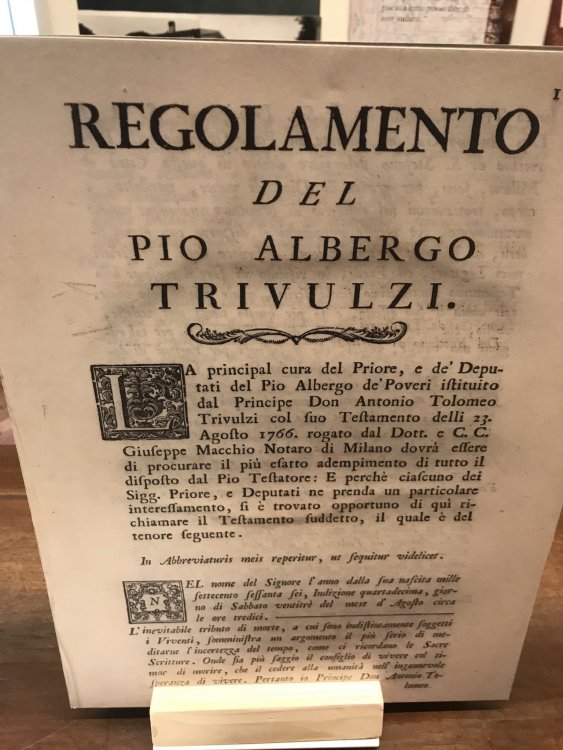 1
REGOLAMENTO
DEL
PIO ALBERGO
TRIVULZI.
LA principal cura del Priore, e de' Depu-
tati del Pio Albergo de' Poveri iſtituito
dal Principe Don Antonio Tolomeo
Trivulzi col ſuo Teſtamento delli 23.
Agoſto 1766. rogato dal Dott. e C. C.
Giuſeppe Macchio Notaro di Milano dovrà eſſere
di procurare il più eſatto adempimento di tutto il
diſpoſto dal Pio Teſtatore: E perchè ciaſcuno dei
Sigg. Priore, e Deputati ne prenda un particolare
intereſſamento, ſi è trovato opportuno di quì ri-
chiamare il Teſtamento ſuddetto, il quale è del
tenore ſeguente.
In Abbreviaturis meis reperitur, ut ſequitur videlicet.
NEL nome del Signore l'anno dalla ſua naſcita mille
ſettecento ſeſſanta ſei, Indizione quartadecima, gior-
no di Sabbato ventitrè del meſe d'Agoſto circa
le ore tredici.
L'inevitabile tributo di morte, a cui ſono indiſtintamente ſoggetti
i Viventi, ſomminiſtra un argomento il più ſerio di me-
ditarne l'incertezza del tempo, come ci ricordano le Sacre
Scritture. Onde ſia più ſaggio il conſiglio di vivere col ti-
mor di morire, che il cedere alla umanità nell'ingannevole
ſperanza di vivere. Pertanto io Principe Don Antonio To-
lomeo